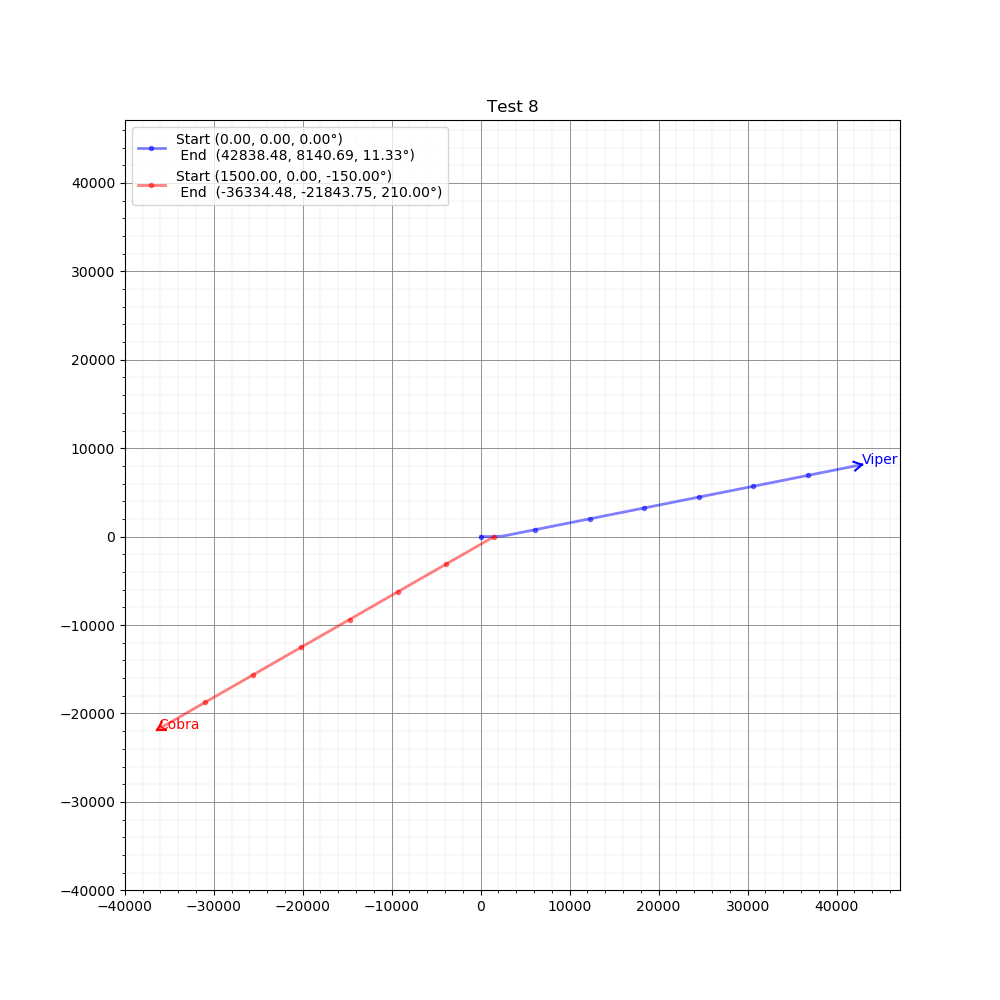 Test 8
Start (0.00, 0.00, 0.00°)
End (42838.48, 8140.69, 11.33°)
Start (1500.00, 0.00, -150.00°)
End (-36334.48, -21843.75, 210.00°)
40000
30000
20000
10000
Viper
0
−10000
−20000
Cobra
−30000
−40000
−40000 −30000 −20000 −10000 0 10000 20000 30000 40000